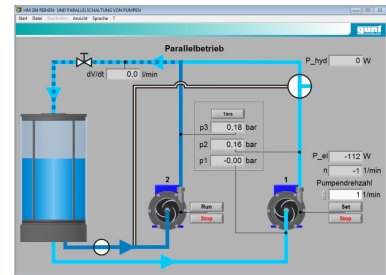 HM 284 REIHEN- UND PARALLELSCHALTUNG VON PUMPEN
Start Datei Bearbeiten Ansicht Sprache ?
gunt
Parallelbetrieb
P_hyd 0 W
dV/dt 0,0 l/min
Tara
p3 0,18 bar
p2 0,16 bar
p1 -0,00 bar
P_el -112 W
n -1 1/min
Pumpendrehzahl
1 1/min
2 Run
Stop
1 Set
Stop